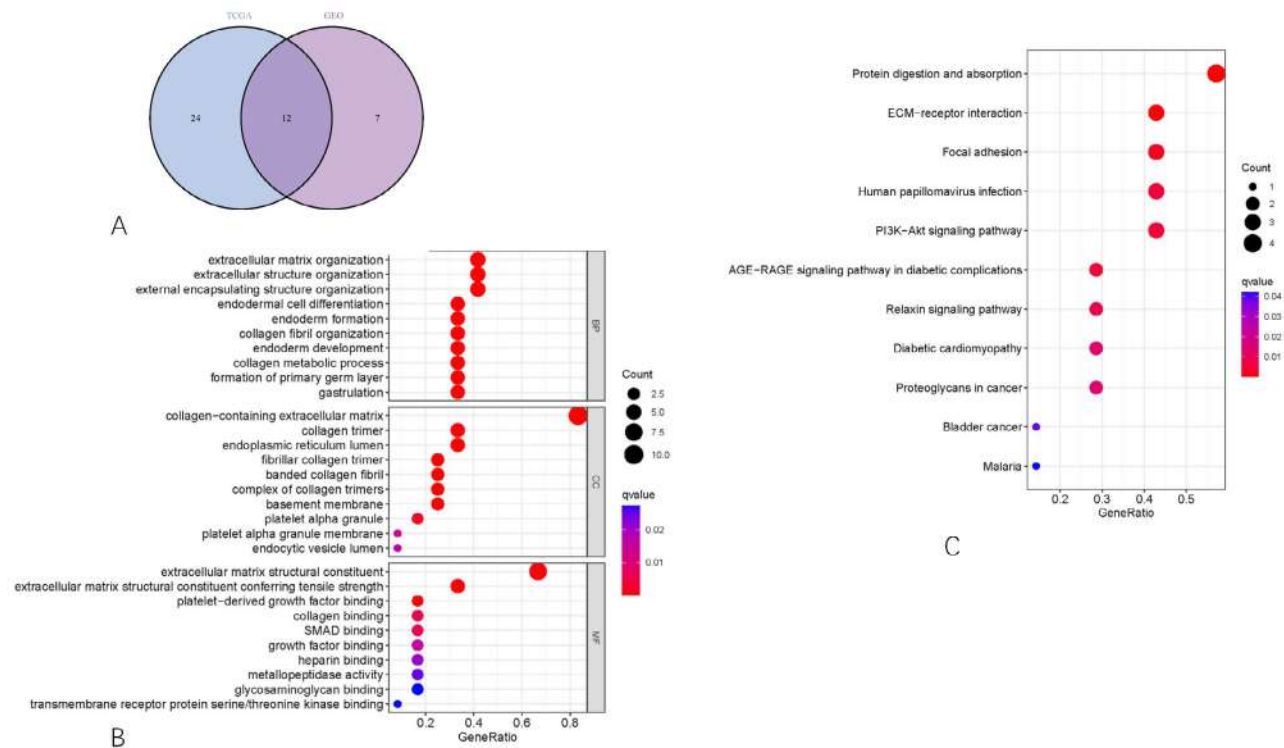 TCGA GEO
24 12 7
A
extracellular matrix organization
extracellular structure organization
external encapsulating structure organization
endodermal cell differentiation
endoderm formation
collagen fibril organization
endoderm development
collagen metabolic process
formation of primary germ layer
gastrulation
BP
collagen-containing extracellular matrix
collagen trimer
endoplasmic reticulum lumen
fibrillar collagen trimer
banded collagen fibril
complex of collagen trimers
basement membrane
platelet alpha granule
platelet alpha granule membrane
endocytic vesicle lumen
CC
extracellular matrix structural constituent
extracellular matrix structural constituent conferring tensile strength
platelet-derived growth factor binding
collagen binding
SMAD binding
growth factor binding
heparin binding
metallopeptidase activity
glycosaminoglycan binding
transmembrane receptor protein serine/threonine kinase binding
MF
0.2 0.4 0.6 0.8
GeneRatio
Count
2.5
5.0
7.5
10.0
qvalue
0.02
0.01
B
Protein digestion and absorption
ECM-receptor interaction
Focal adhesion
Human papillomavirus infection
PI3K-Akt signaling pathway
AGE-RAGE signaling pathway in diabetic complications
Relaxin signaling pathway
Diabetic cardiomyopathy
Proteoglycans in cancer
Bladder cancer
Malaria
0.2 0.3 0.4 0.5
GeneRatio
Count
1
2
3
4
qvalue
0.04
0.03
0.02
0.01
C